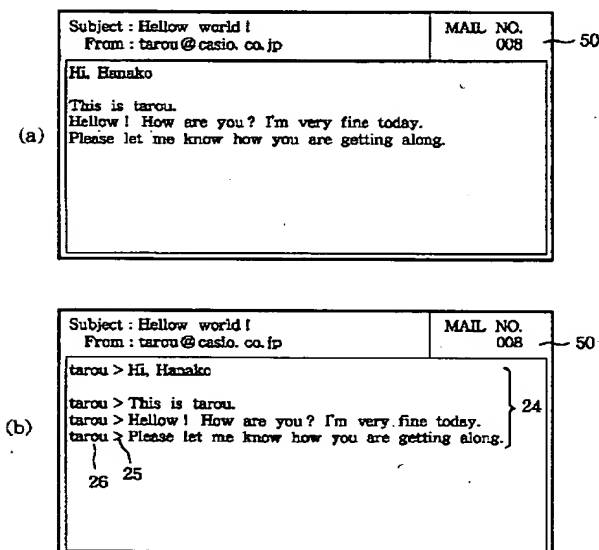 Subject : Hellow world !
From : tarou @ casio. co. jp
MAIL NO.
008
50
(a)
Hi, Hanako
This is tarou.
Hellow ! How are you ? I'm very fine today.
Please let me know how you are getting along.
Subject : Hellow world !
From : tarou @ casio. co. jp
MAIL NO.
008
50
(b)
tarou > Hi, Hanako
tarou > This is tarou.
tarou > Hellow ! How are you ? I'm very fine today.
tarou > Please let me know how you are getting along.
24
26 25